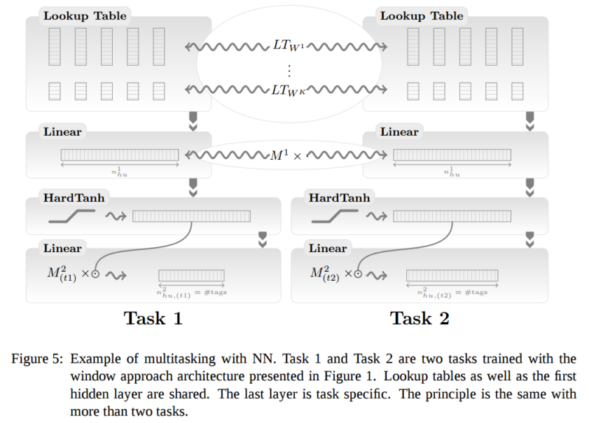 Lookup Table
Lookup Table
LT_{W^1}
⋮
LT_{W^K}
Linear
Linear
M^1 ×
n^1_{hu}
n^1_{hu}
HardTanh
HardTanh
Linear
Linear
M^2_{(t1)} ×⊙
M^2_{(t2)} ×⊙
n^2_{hu,(t1)} = #tags
n^2_{hu,(t2)} = #tags
Task 1
Task 2
Figure 5: Example of multitasking with NN. Task 1 and Task 2 are two tasks trained with the
window approach architecture presented in Figure 1. Lookup tables as well as the first
hidden layer are shared. The last layer is task specific. The principle is the same with
more than two tasks.